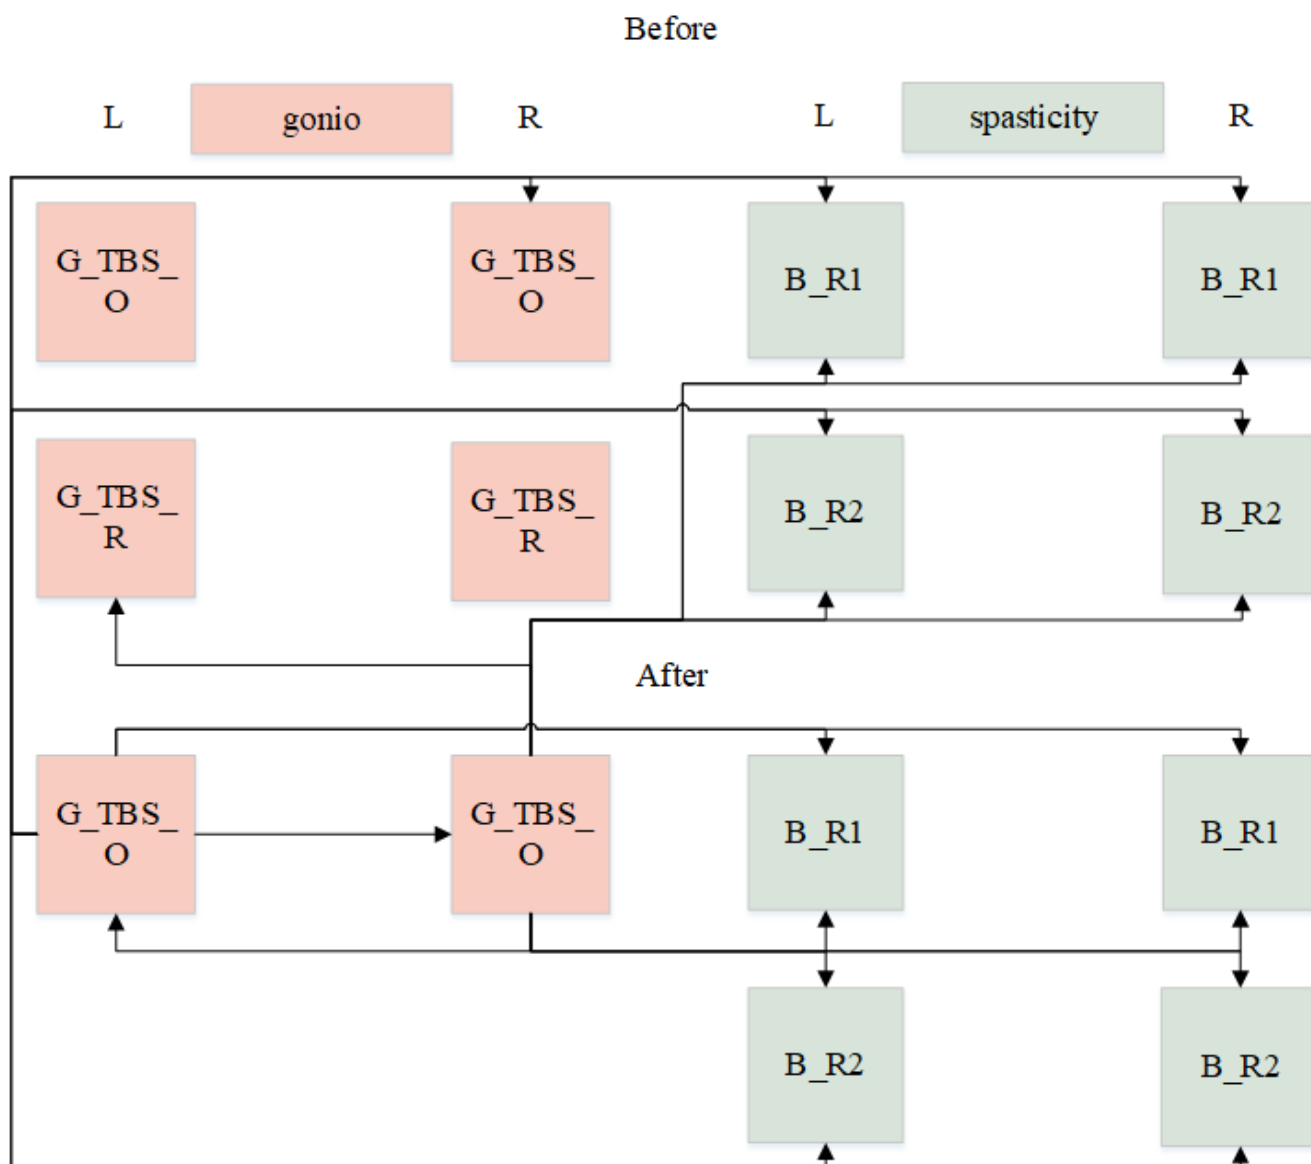 Before
L gonio R L spasticity R
G_TBS_ G_TBS_
O O B_R1 B_R1
G_TBS_ G_TBS_
R R B_R2 B_R2
After
G_TBS_ G_TBS_
O O B_R1 B_R1
B_R2 B_R2